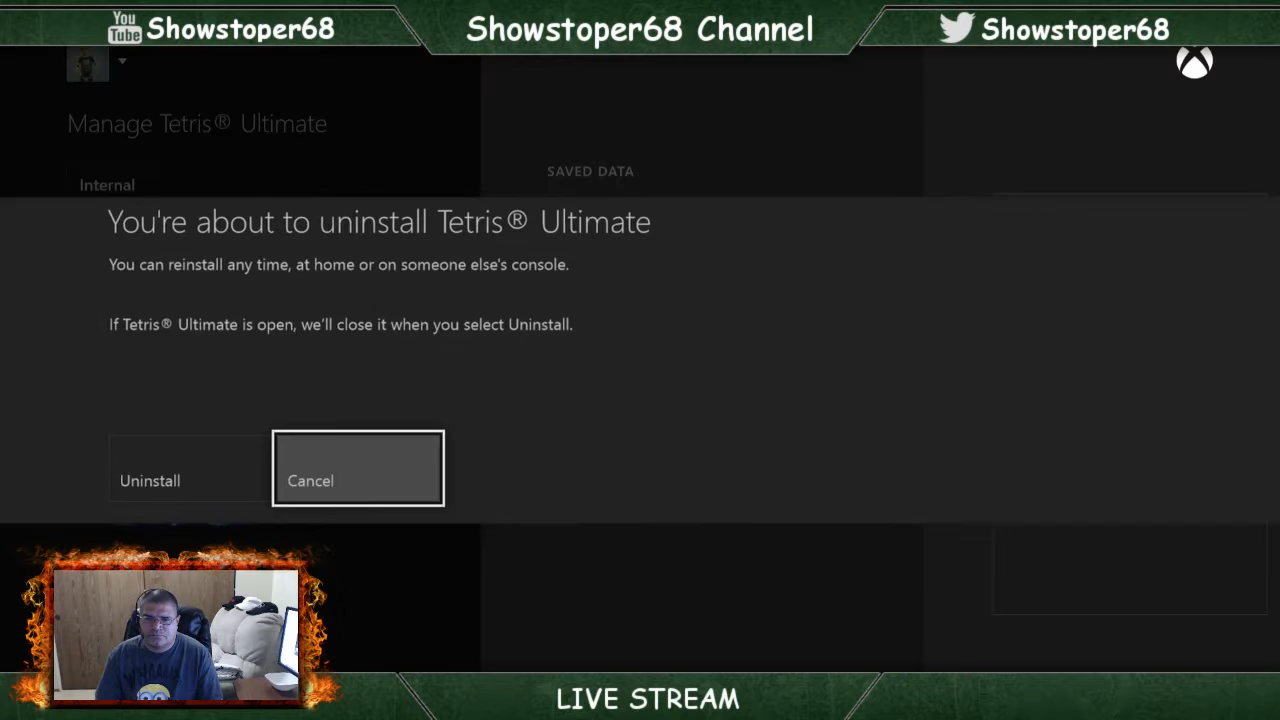 You Tube Showstoper68
Showstoper68 Channel
Showstoper68
Manage Tetris® Ultimate
SAVED DATA
Internal
You're about to uninstall Tetris® Ultimate
You can reinstall any time, at home or on someone else's console.
If Tetris® Ultimate is open, we'll close it when you select Uninstall.
Uninstall
Cancel
LIVE STREAM